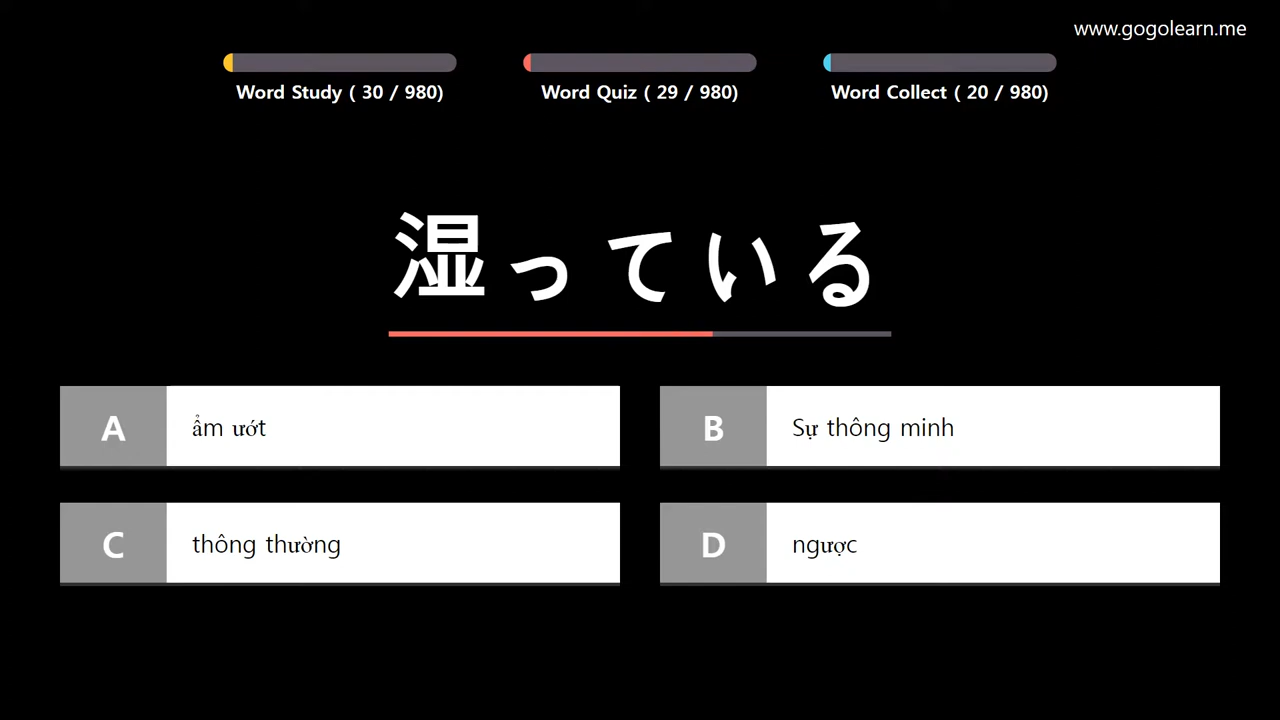 www.gogolearn.me
Word Study ( 30 / 980)
Word Quiz ( 29 / 980)
Word Collect ( 20 / 980)
湿っている
A
ẩm ướt
B
Sự thông minh
C
thông thường
D
ngược